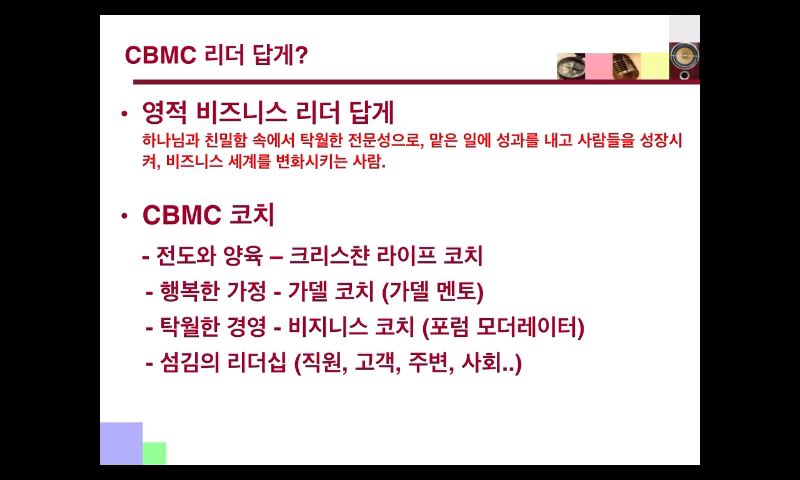 CBMC 리더 답게?
• 영적 비즈니스 리더 답게
하나님과 친밀함 속에서 탁월한 전문성으로, 맡은 일에 성과를 내고 사람들을 성장시
켜, 비즈니스 세계를 변화시키는 사람.
• CBMC 코치
- 전도와 양육 – 크리스챤 라이프 코치
- 행복한 가정 - 가델 코치 (가델 멘토)
- 탁월한 경영 - 비지니스 코치 (포럼 모더레이터)
- 섬김의 리더십 (직원, 고객, 주변, 사회..)